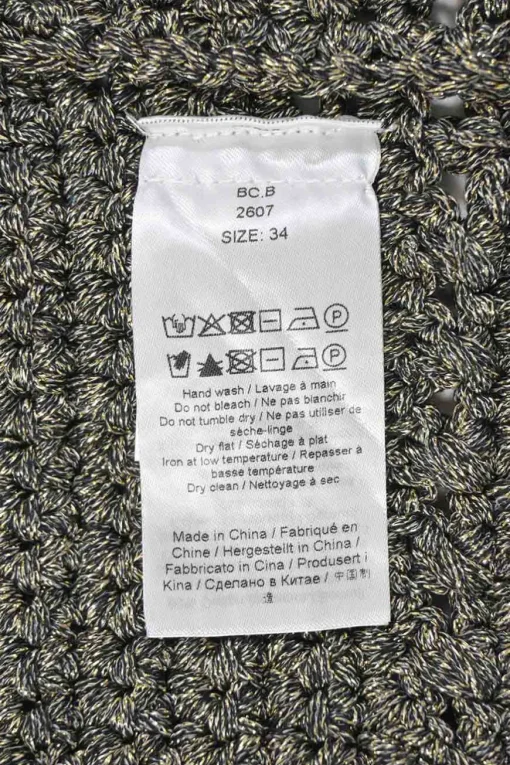 BC.B
2607
SIZE: 34
P
P
Hand wash / Lavage à main
Do not bleach / Ne pas blanchir
Do not tumble dry / Ne pas utiliser de
sèche-linge
Dry flat / Séchage à plat
Iron at low temperature / Repasser à
basse température
Dry clean / Nettoyage à sec
Made in China / Fabriqué en
Chine / Hergestellt in China /
Fabbricato in Cina / Produsert i
Kina / Сделано в Китае / 中国制
造